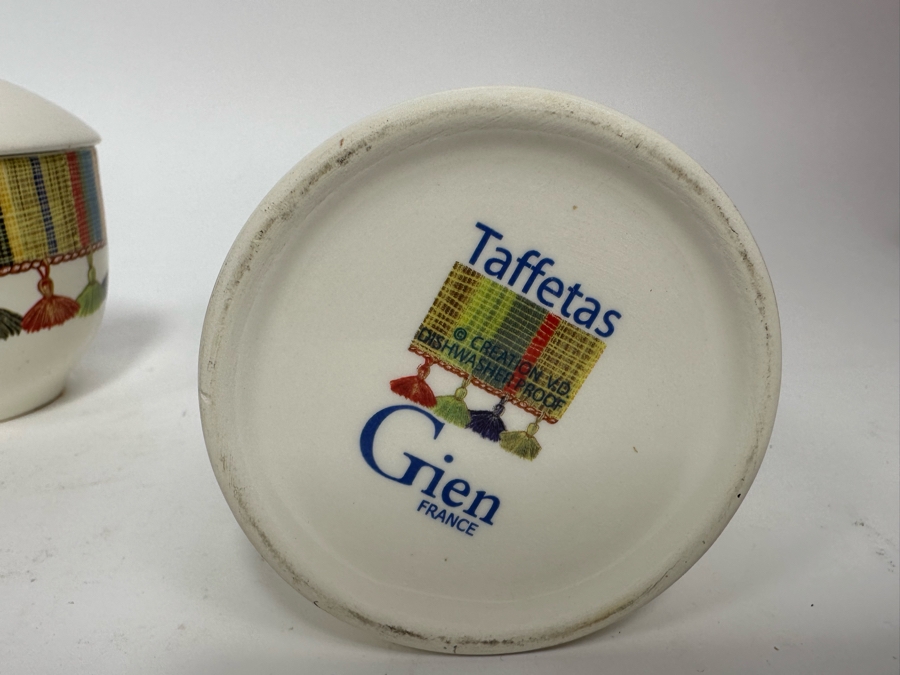 Taffetas
© CREATION V.D.
DISHWASHER PROOF
Gien
FRANCE